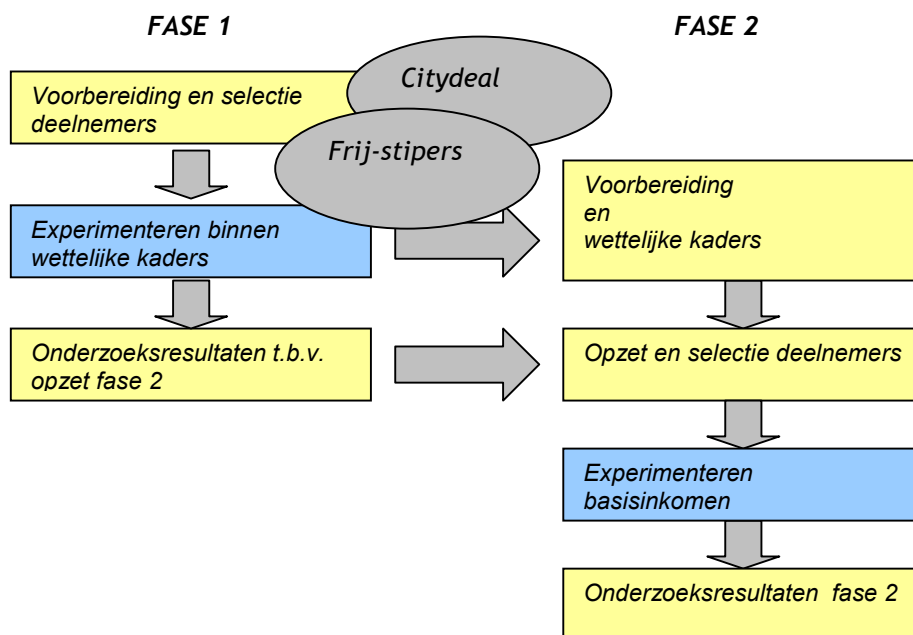 FASE 1
FASE 2
Citydeal
Voorbereiding en selectie
deelnemers
Frij-stipers
Experimenteren binnen
wettelijke kaders
Voorbereiding
en
wettelijke kaders
Onderzoeksresultaten t.b.v.
opzet fase 2
Opzet en selectie deelnemers
Experimenteren
basisinkomen
Onderzoeksresultaten fase 2